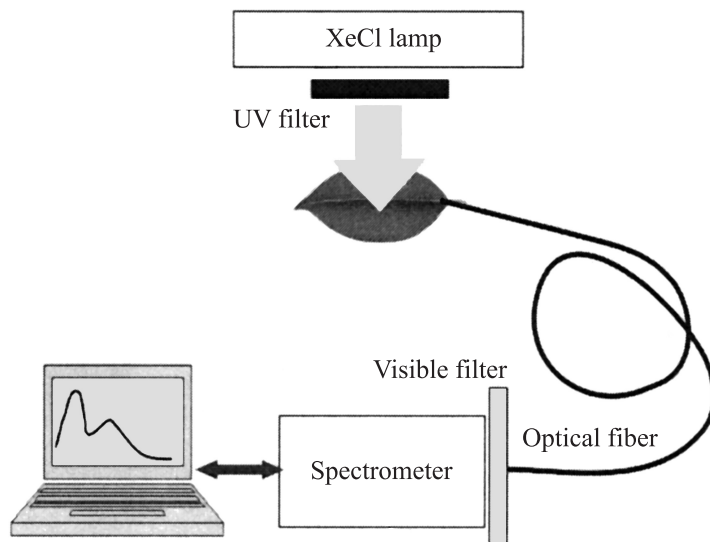 XeCl lamp
UV filter
Visible filter
Optical fiber
Spectrometer